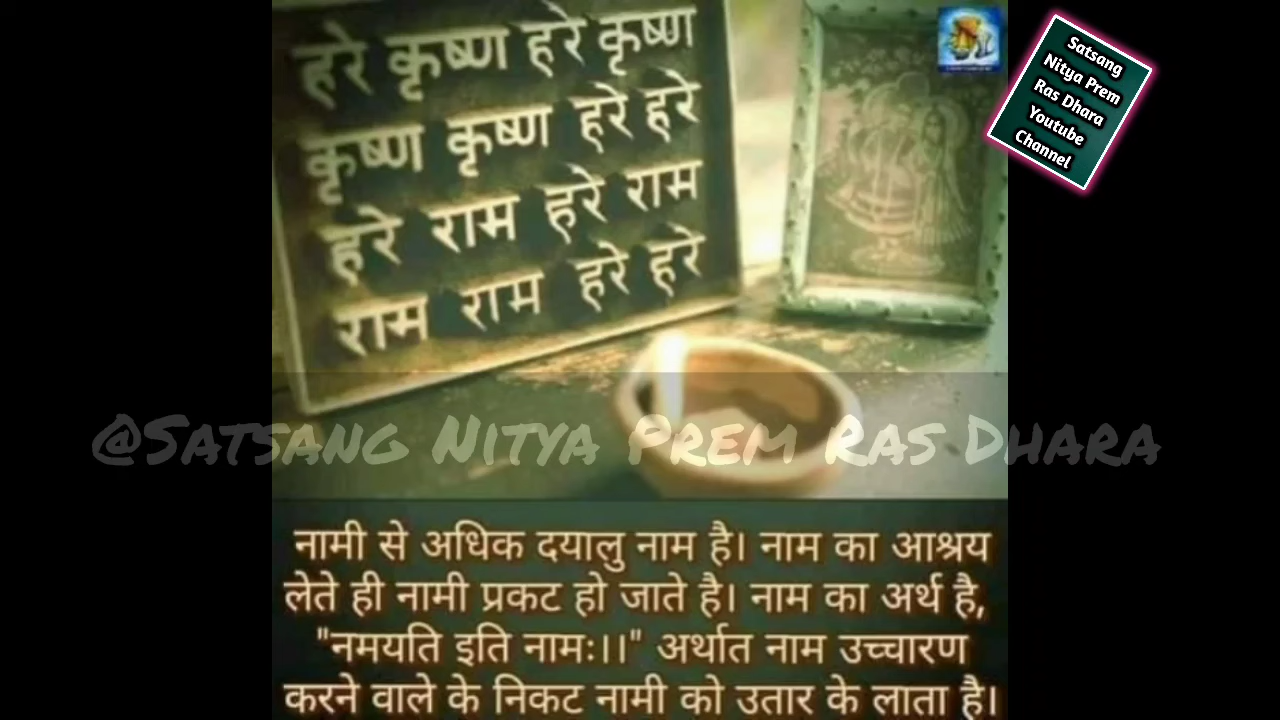 हरे कृष्ण हरे कृष्ण
कृष्ण कृष्ण हरे हरे
हरे राम हरे राम
राम राम हरे हरे
Satsang
Nitya Prem
Ras Dhara
Youtube
Channel
@Satsang Nitya Prem Ras Dhara
नामी से अधिक दयालु नाम है। नाम का आश्रय
लेते ही नामी प्रकट हो जाते है। नाम का अर्थ है,
"नमयति इति नामः।।" अर्थात नाम उच्चारण
करने वाले के निकट नामी को उतार के लाता है।